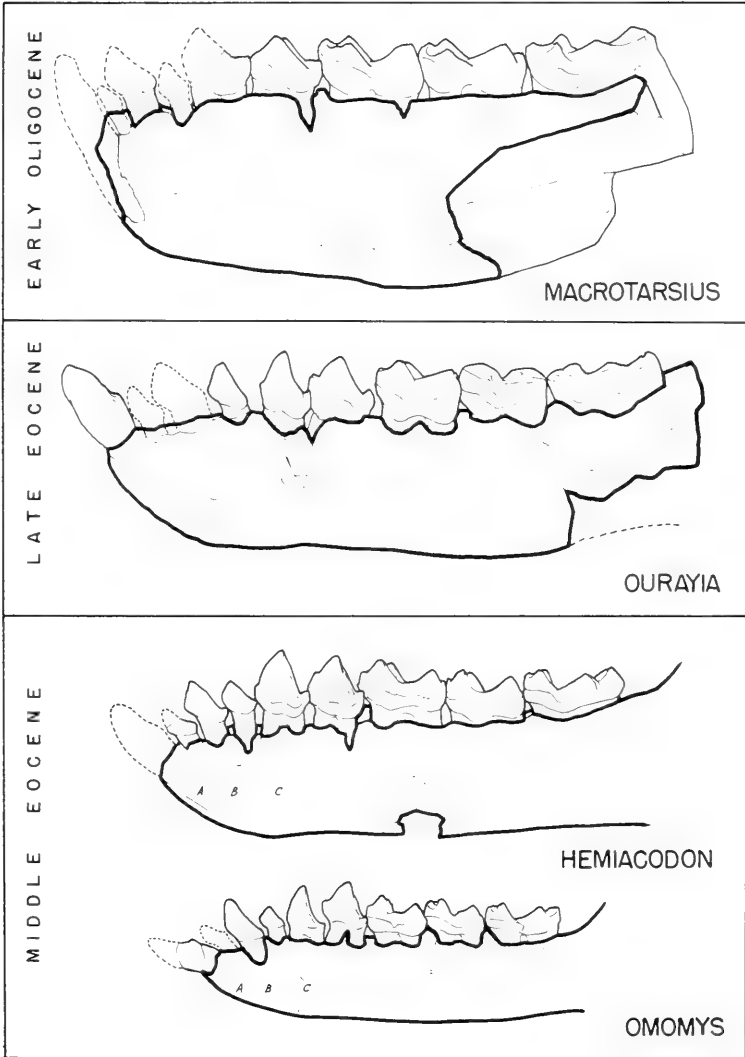 EARLY OLIGOCENE
MACROTARSIUS
LATE EOCENE
OURAYIA
MIDDLE EOCENE
A B C
HEMIACODON
A B C
OMOMYS